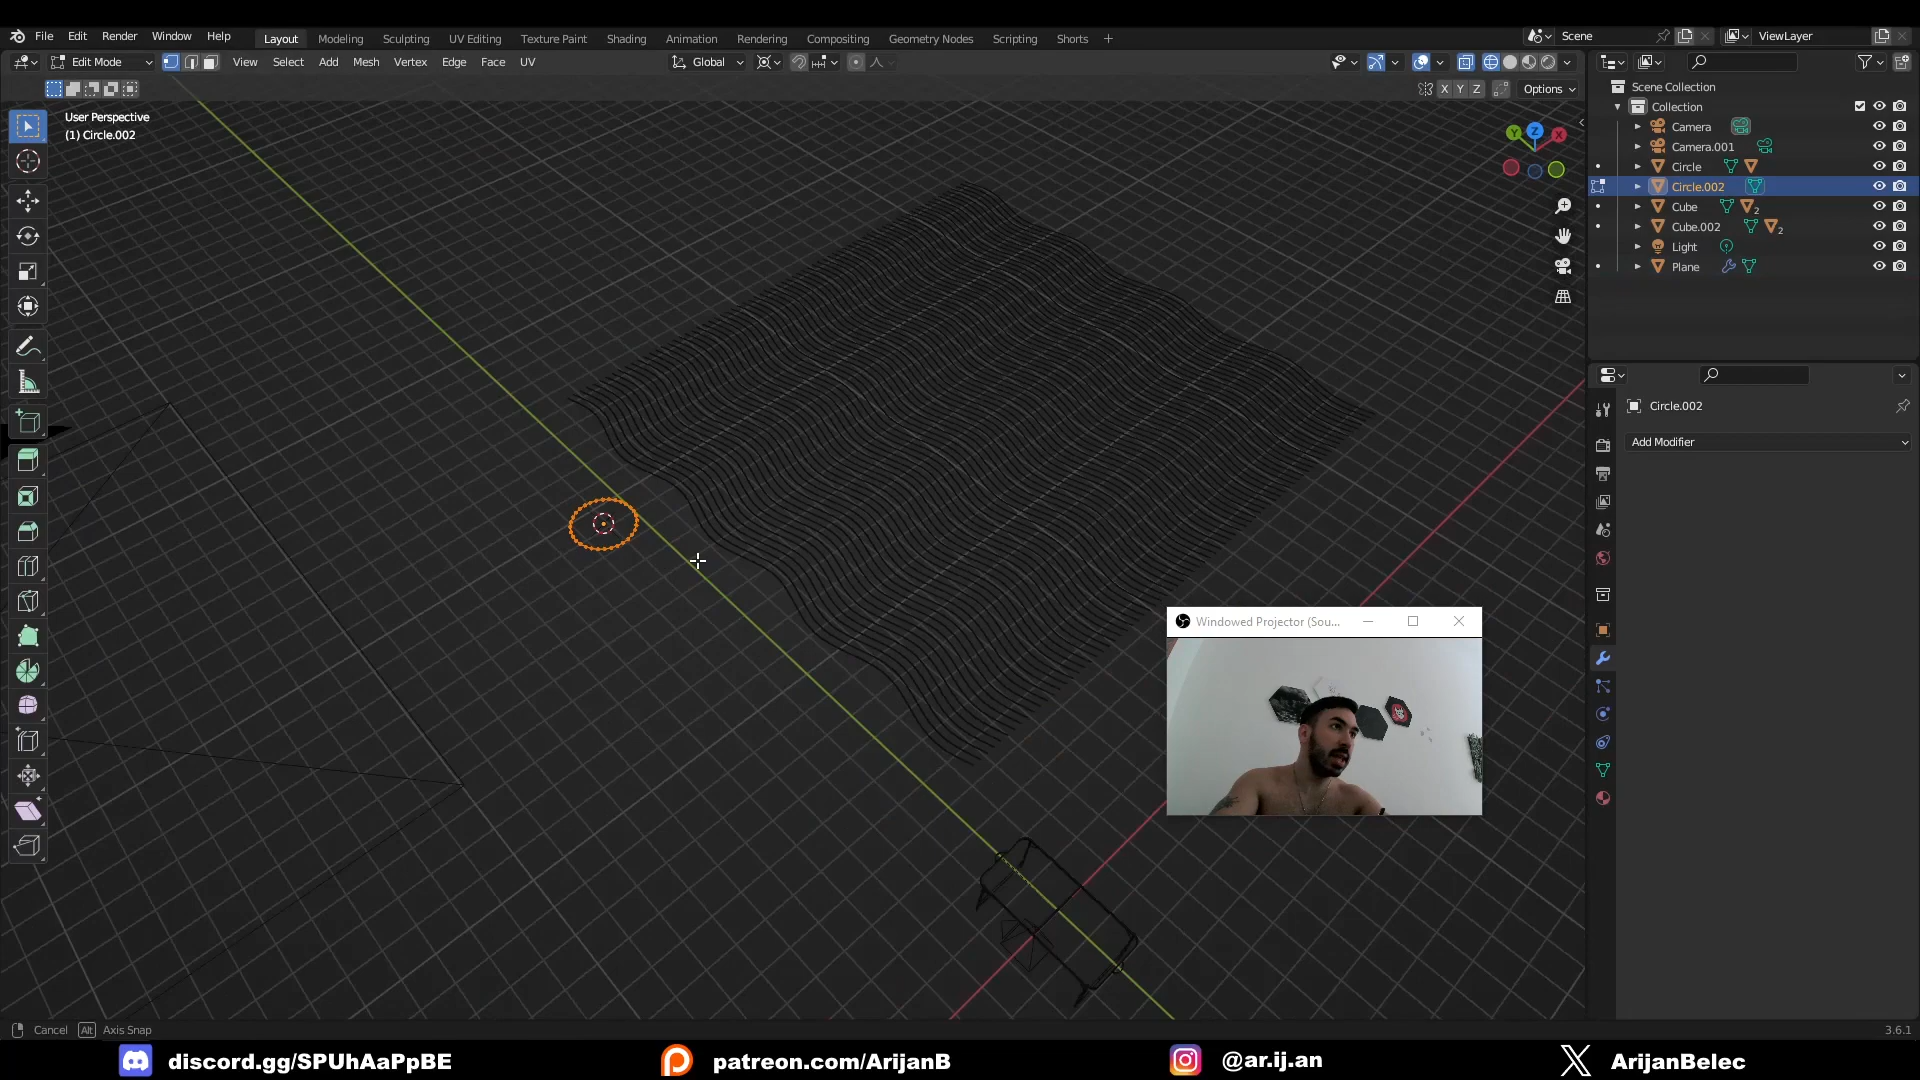 File Edit Render Window Help Layout Modeling Sculpting UV Editing Texture Paint Shading Animation Rendering Compositing Geometry Nodes Scripting Shorts + Scene ViewLayer
Edit Mode View Select Add Mesh Vertex Edge Face UV Global
X Y Z Options
User Perspective
(1) Circle.002
Y Z X
Scene Collection
Collection
Camera
Camera.001
Circle
Circle.002
Cube 2
Cube.002 2
Light
Plane
Circle.002
Add Modifier
Windowed Projector (Sou...
Cancel Alt Axis Snap 3.6.1
discord.gg/SPUhAaPpBE patreon.com/ArijanB @ar.ij.an ArijanBelec